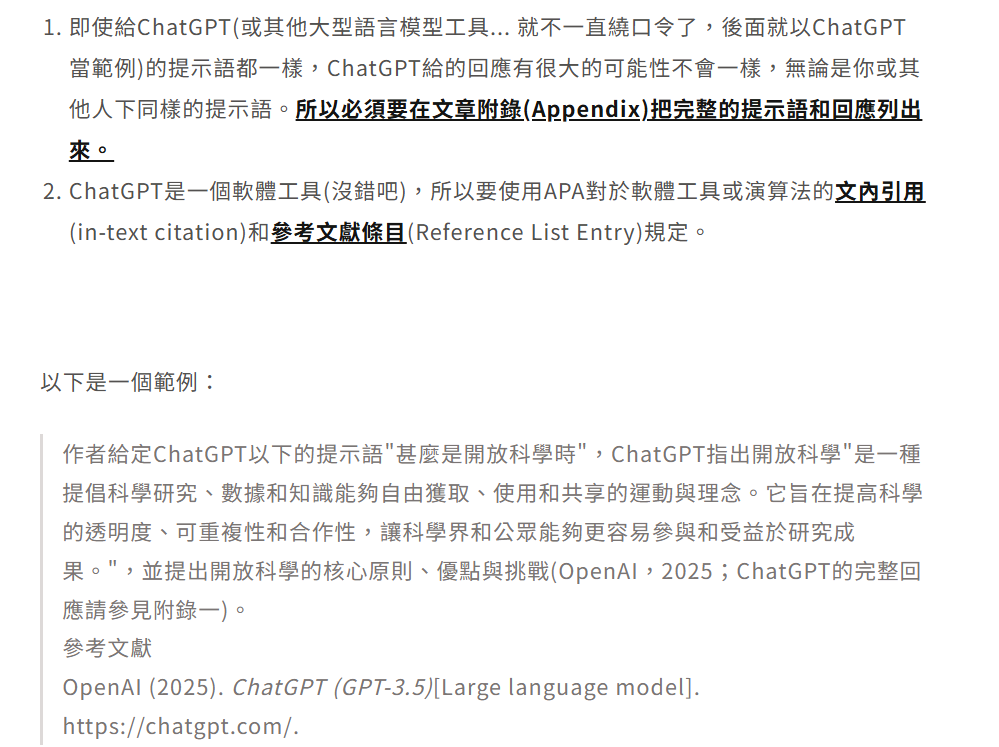 1. 即使給ChatGPT(或其他大型語言模型工具... 就不一直繞口令了，後面就以ChatGPT
當範例)的提示語都一樣，ChatGPT給的回應有很大的可能性不會一樣，無論是你或其
他人下同樣的提示語。所以必須要在文章附錄(Appendix)把完整的提示語和回應列出
來。
2. ChatGPT是一個軟體工具(沒錯吧)，所以要使用APA對於軟體工具或演算法的文內引用
(in-text citation)和參考文獻條目(Reference List Entry)規定。
以下是一個範例：
作者給定ChatGPT以下的提示語"甚麼是開放科學時"，ChatGPT指出開放科學"是一種
提倡科學研究、數據和知識能夠自由獲取、使用和共享的運動與理念。它旨在提高科學
的透明度、可重複性和合作性，讓科學界和公眾能夠更容易參與和受益於研究成
果。"，並提出開放科學的核心原則、優點與挑戰(OpenAI，2025；ChatGPT的完整回
應請參見附錄一)。
參考文獻
OpenAI (2025). ChatGPT (GPT-3.5)[Large language model].
https://chatgpt.com/.